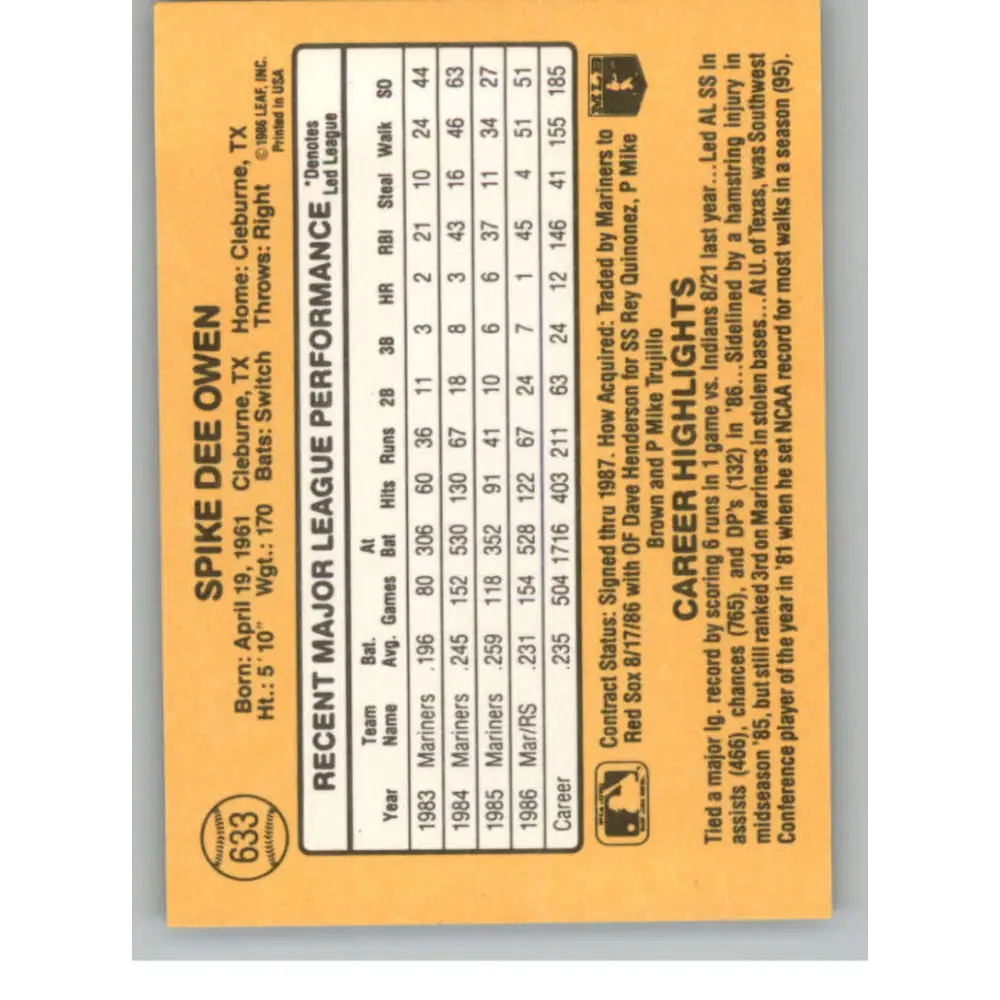 633
SPIKE DEE OWEN
Born: April 19, 1961 Cleburne, TX Home: Cleburne, TX
Ht.: 5' 10" Wgt.: 170 Bats: Switch Throws: Right
© 1986 LEAF, INC.
Printed in USA
RECENT MAJOR LEAGUE PERFORMANCE *Denotes Led League
Year Team Name Bat. Avg. Games At Bat Hits Runs 2B 3B HR RBI Steal Walk SO
1983 Mariners .196 80 306 60 36 11 3 2 21 10 24 44
1984 Mariners .245 152 530 130 67 18 8 3 43 16 46 63
1985 Mariners .259 118 352 91 41 10 6 6 37 11 34 27
1986 Mar/RS .231 154 528 122 67 24 7 1 45 4 51 51
Career .235 504 1716 403 211 63 24 12 146 41 155 185
Contract Status: Signed thru 1987. How Acquired: Traded by Mariners to
Red Sox 8/17/86 with OF Dave Henderson for SS Rey Quinonez, P Mike
Brown and P Mike Trujillo
MLB
CAREER HIGHLIGHTS
Tied a major lg. record by scoring 6 runs in 1 game vs. Indians 8/21 last year...Led AL SS in
assists (466), chances (765), and DP's (132) in '86...Sidelined by a hamstring injury in
midseason '85, but still ranked 3rd on Mariners in stolen bases...At U. of Texas, was Southwest
Conference player of the year in '81 when he set NCAA record for most walks in a season (95).